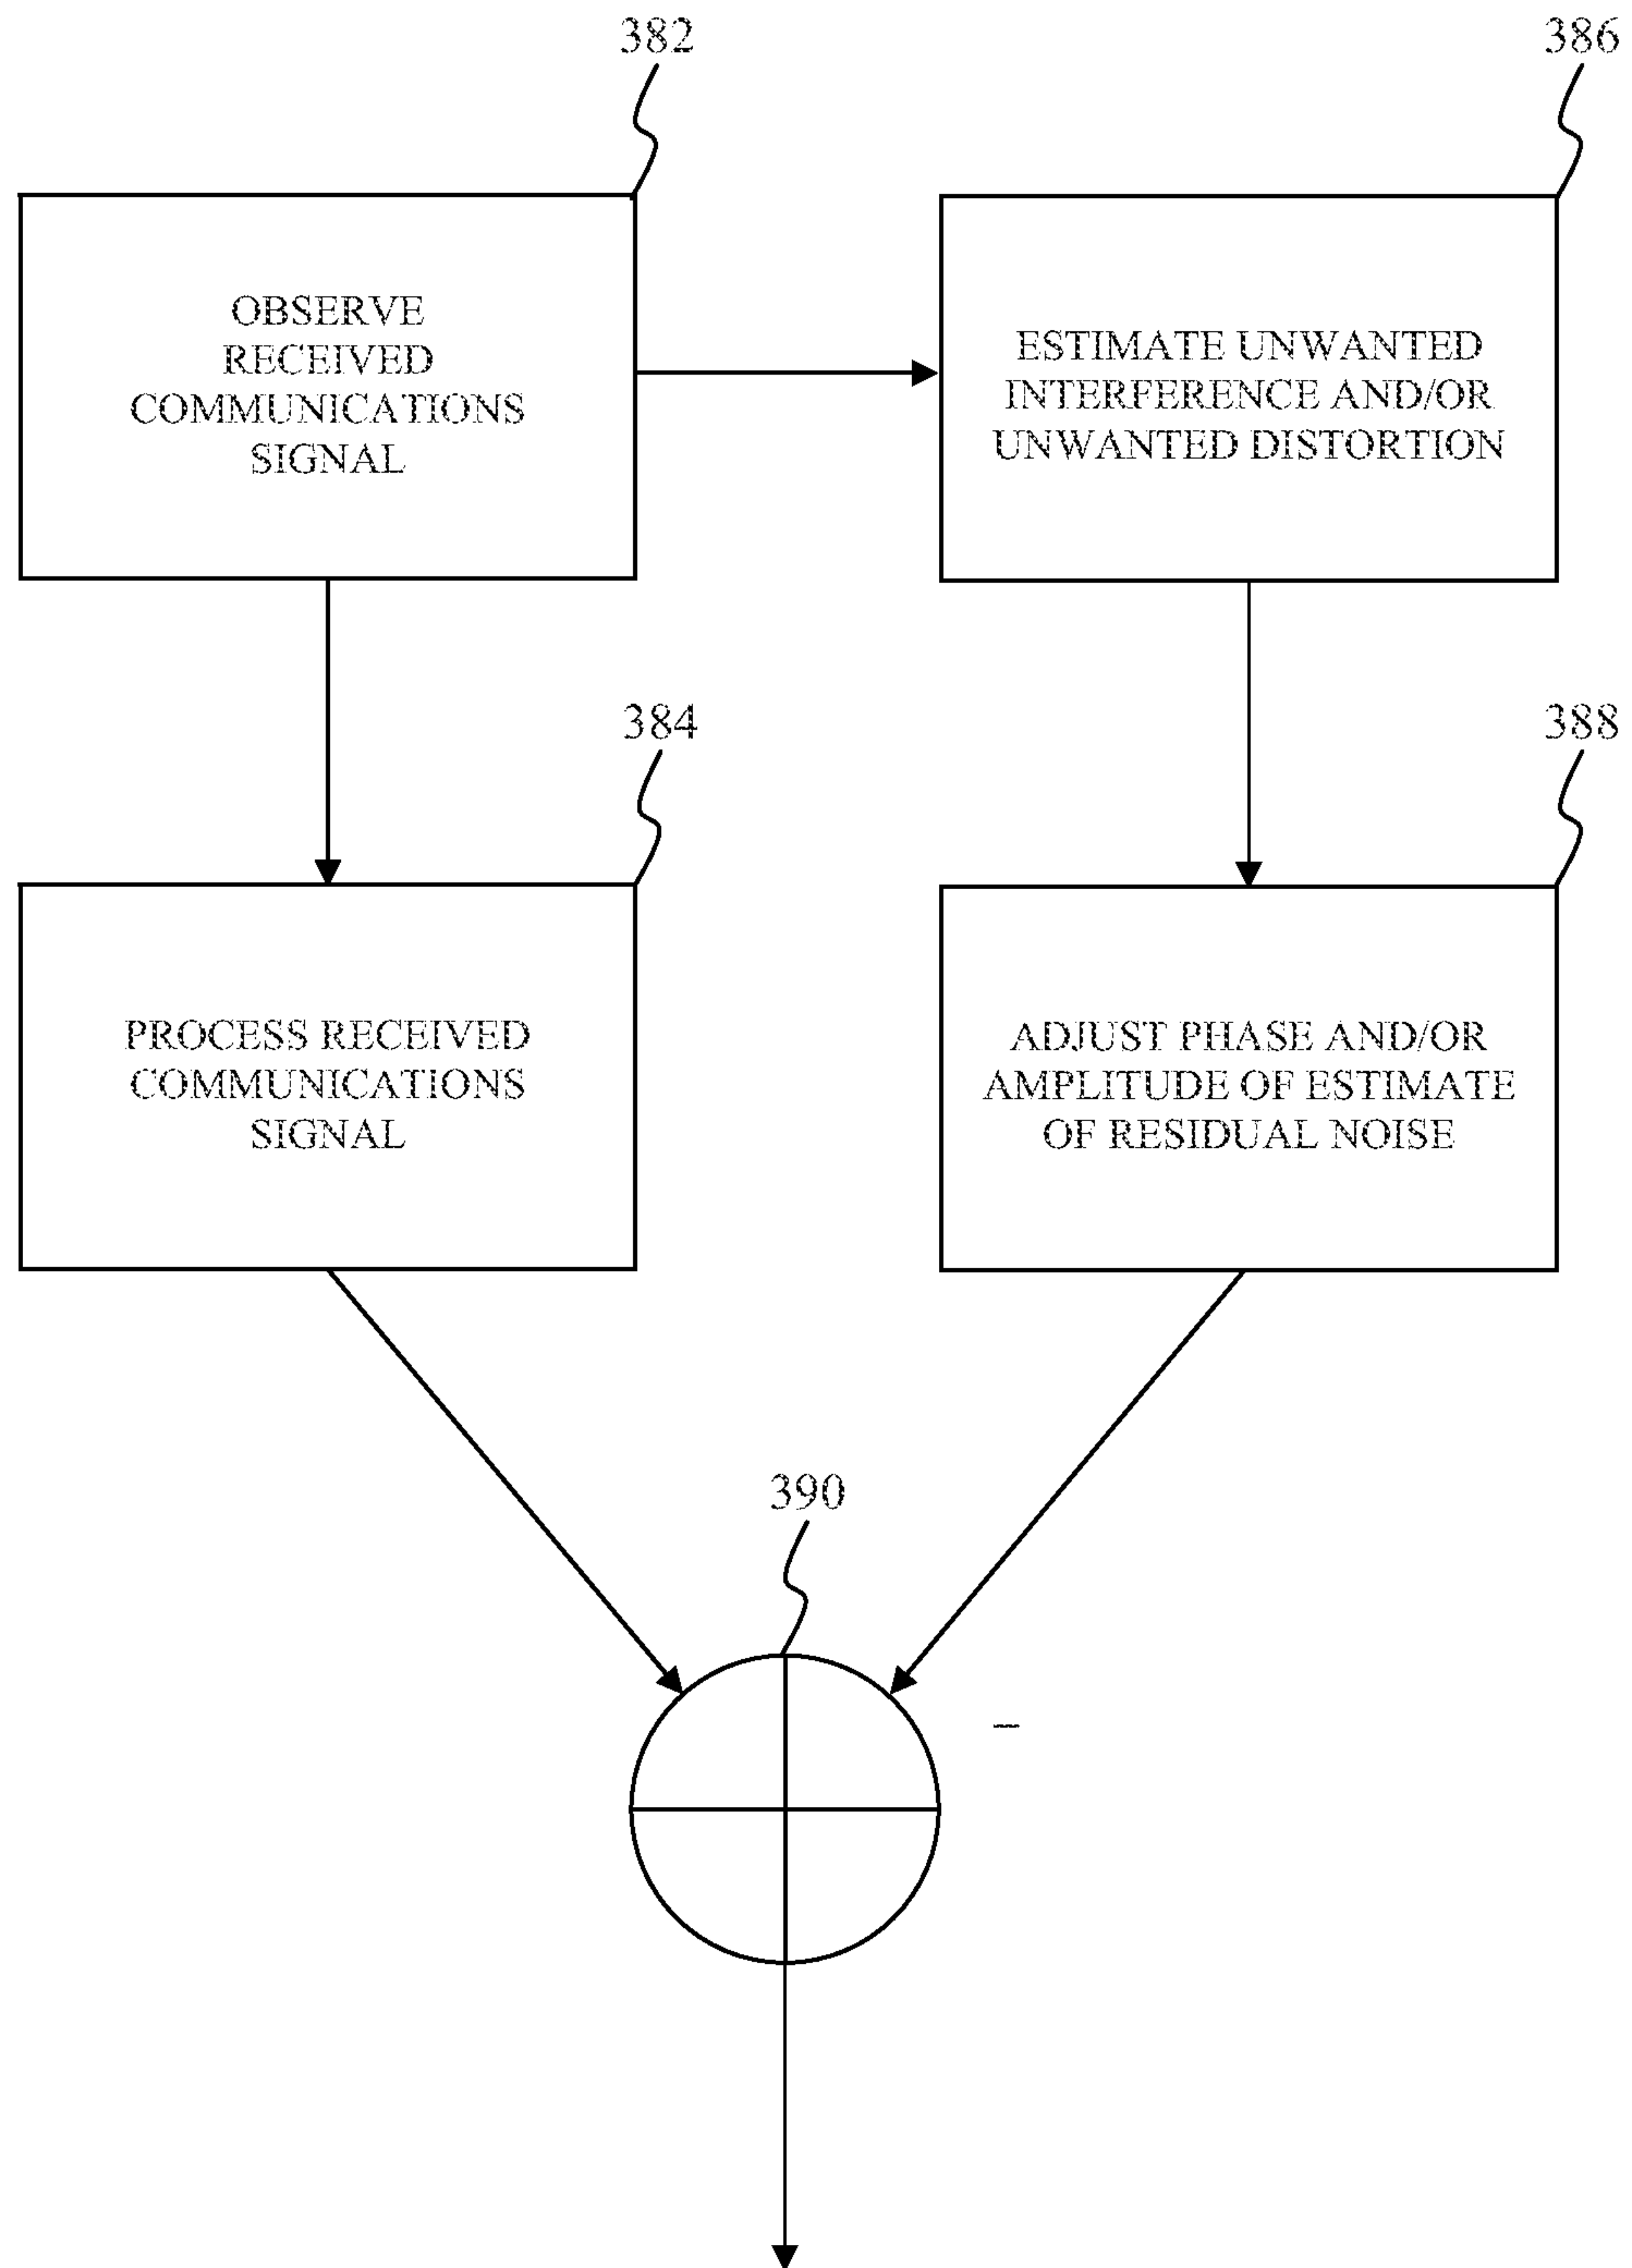 382
386
OBSERVE
RECEIVED
COMMUNICATIONS
SIGNAL
ESTIMATE UNWANTED
INTERFERENCE AND/OR
UNWANTED DISTORTION
384
388
PROCESS RECEIVED
COMMUNICATIONS
SIGNAL
ADJUST PHASE AND/OR
AMPLITUDE OF ESTIMATE
OF RESIDUAL NOISE
390
–